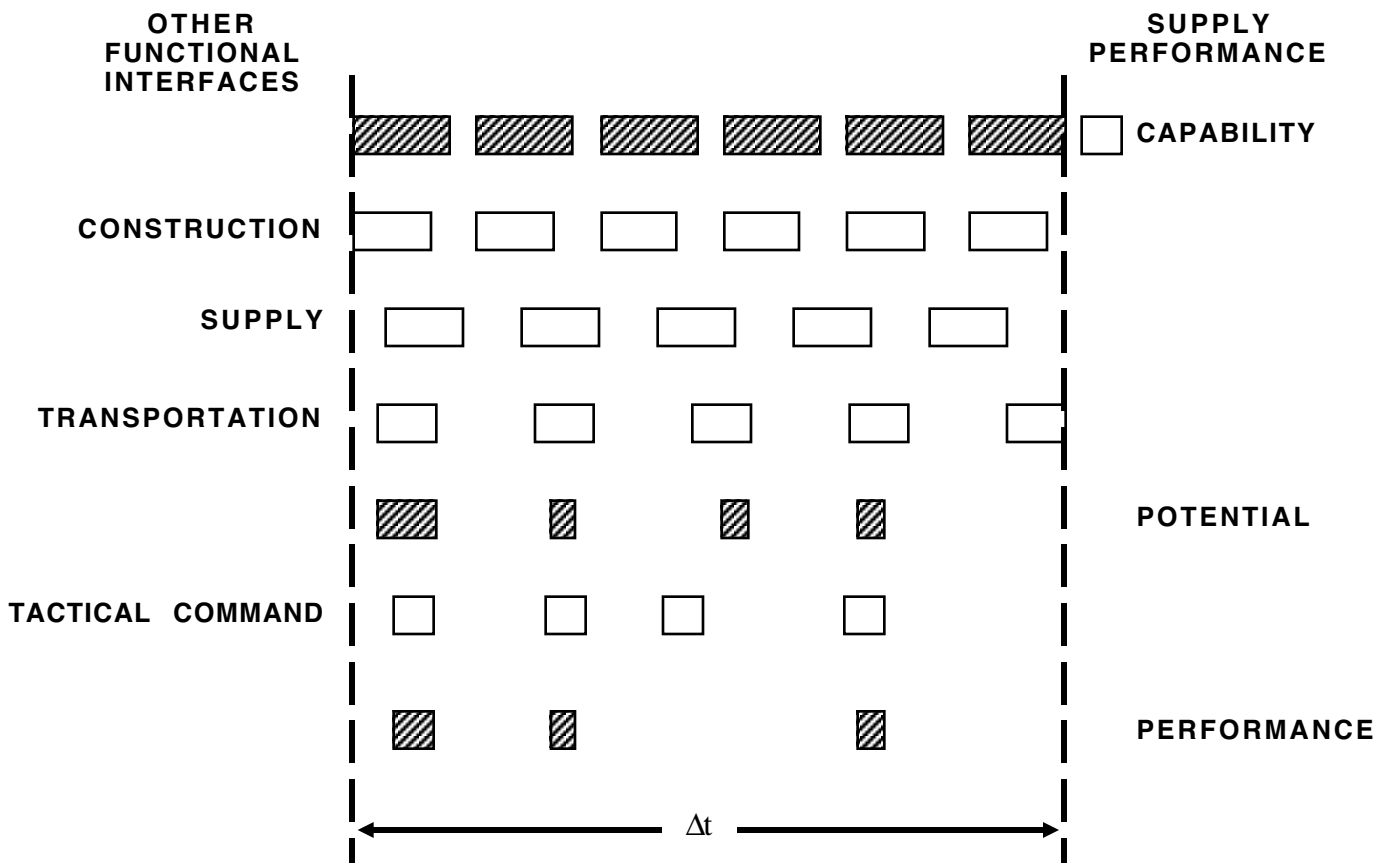 OTHER
FUNCTIONAL
INTERFACES
SUPPLY
PERFORMANCE
CAPABILITY
CONSTRUCTION
SUPPLY
TRANSPORTATION
POTENTIAL
TACTICAL COMMAND
PERFORMANCE
Δt